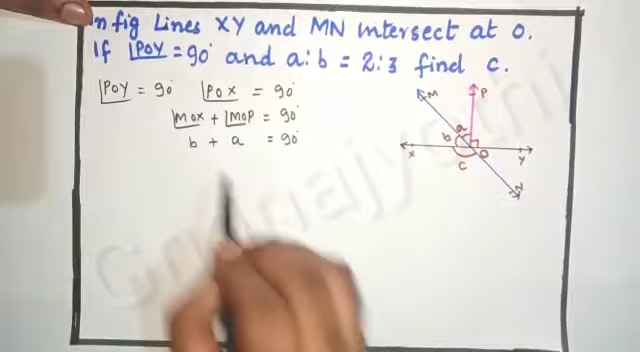 In fig Lines XY and MN intersect at O.
If ∠POY = 90° and a:b = 2:3 find c.
∠POY = 90° ∠POX = 90°
∠MOX + ∠MOP = 90°
b + a = 90°
M
P
a
b
X
O
Y
C
N